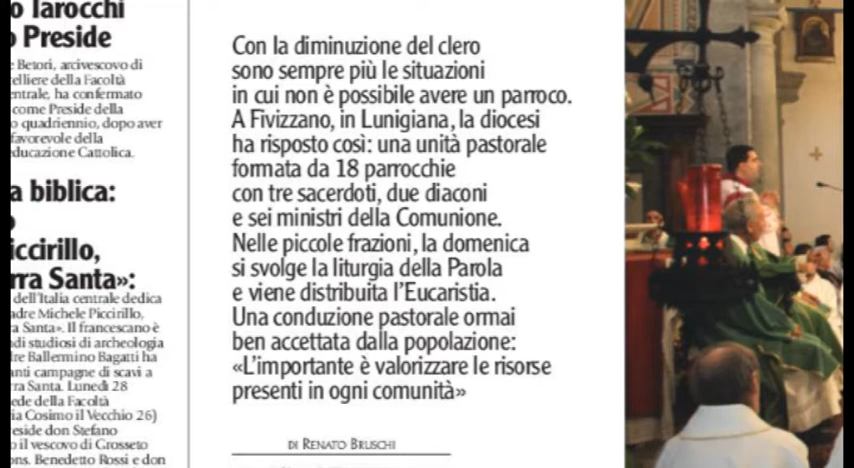 o Tarocchi
o Preside
e Betori, arcivescovo di
elliere della Facoltà
entrale, ha confermato
come Preside della
o quadriennio, dopo aver
favorevole della
ducazione Cattolica.
a biblica:
o
iccirillo,
rra Santa»:
dell'Italia centrale dedica
adre Michele Piccirillo,
a Santa». Il francescano è
di studiosi di archeologia
re Ballermino Bagatti ha
anti campagne di scavi a
rra Santa. Lunedì 28
ede della Facoltà
ia Cosimo il Vecchio 26)
eside don Stefano
o il vescovo di Grosseto
ons. Benedetto Rossi e don
Con la diminuzione del clero
sono sempre più le situazioni
in cui non è possibile avere un parroco.
A Fivizzano, in Lunigiana, la diocesi
ha risposto così: una unità pastorale
formata da 18 parrocchie
con tre sacerdoti, due diaconi
e sei ministri della Comunione.
Nelle piccole frazioni, la domenica
si svolge la liturgia della Parola
e viene distribuita l'Eucaristia.
Una conduzione pastorale ormai
ben accettata dalla popolazione:
«L'importante è valorizzare le risorse
presenti in ogni comunità»
DI RENATO BRUSCHI